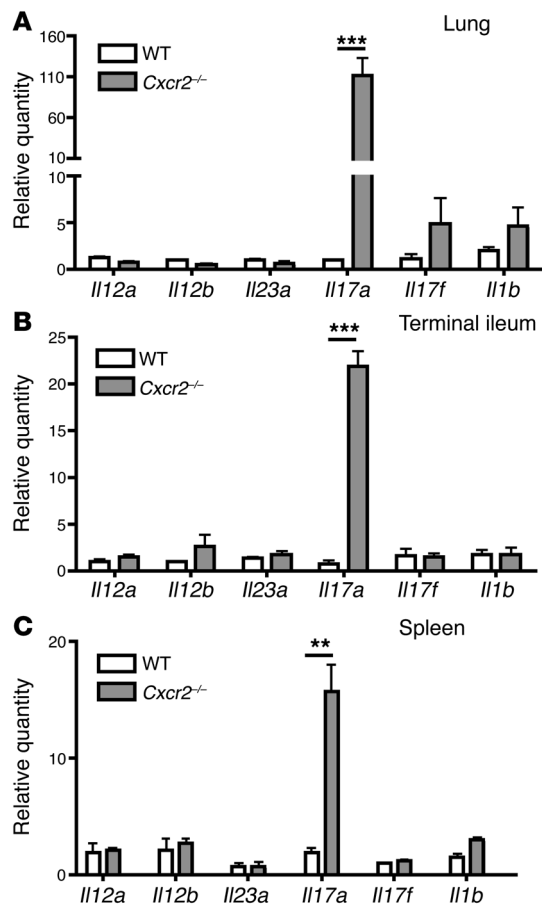 A
Lung
WT
Cxcr2–/–
***
Relative quantity
160
110
60
10
10
5
0
Il12a Il12b Il23a Il17a Il17f Il1b
B
Terminal ileum
WT
Cxcr2–/–
***
Relative quantity
25
20
15
10
5
0
Il12a Il12b Il23a Il17a Il17f Il1b
C
Spleen
WT
Cxcr2–/–
**
Relative quantity
20
10
0
Il12a Il12b Il23a Il17a Il17f Il1b